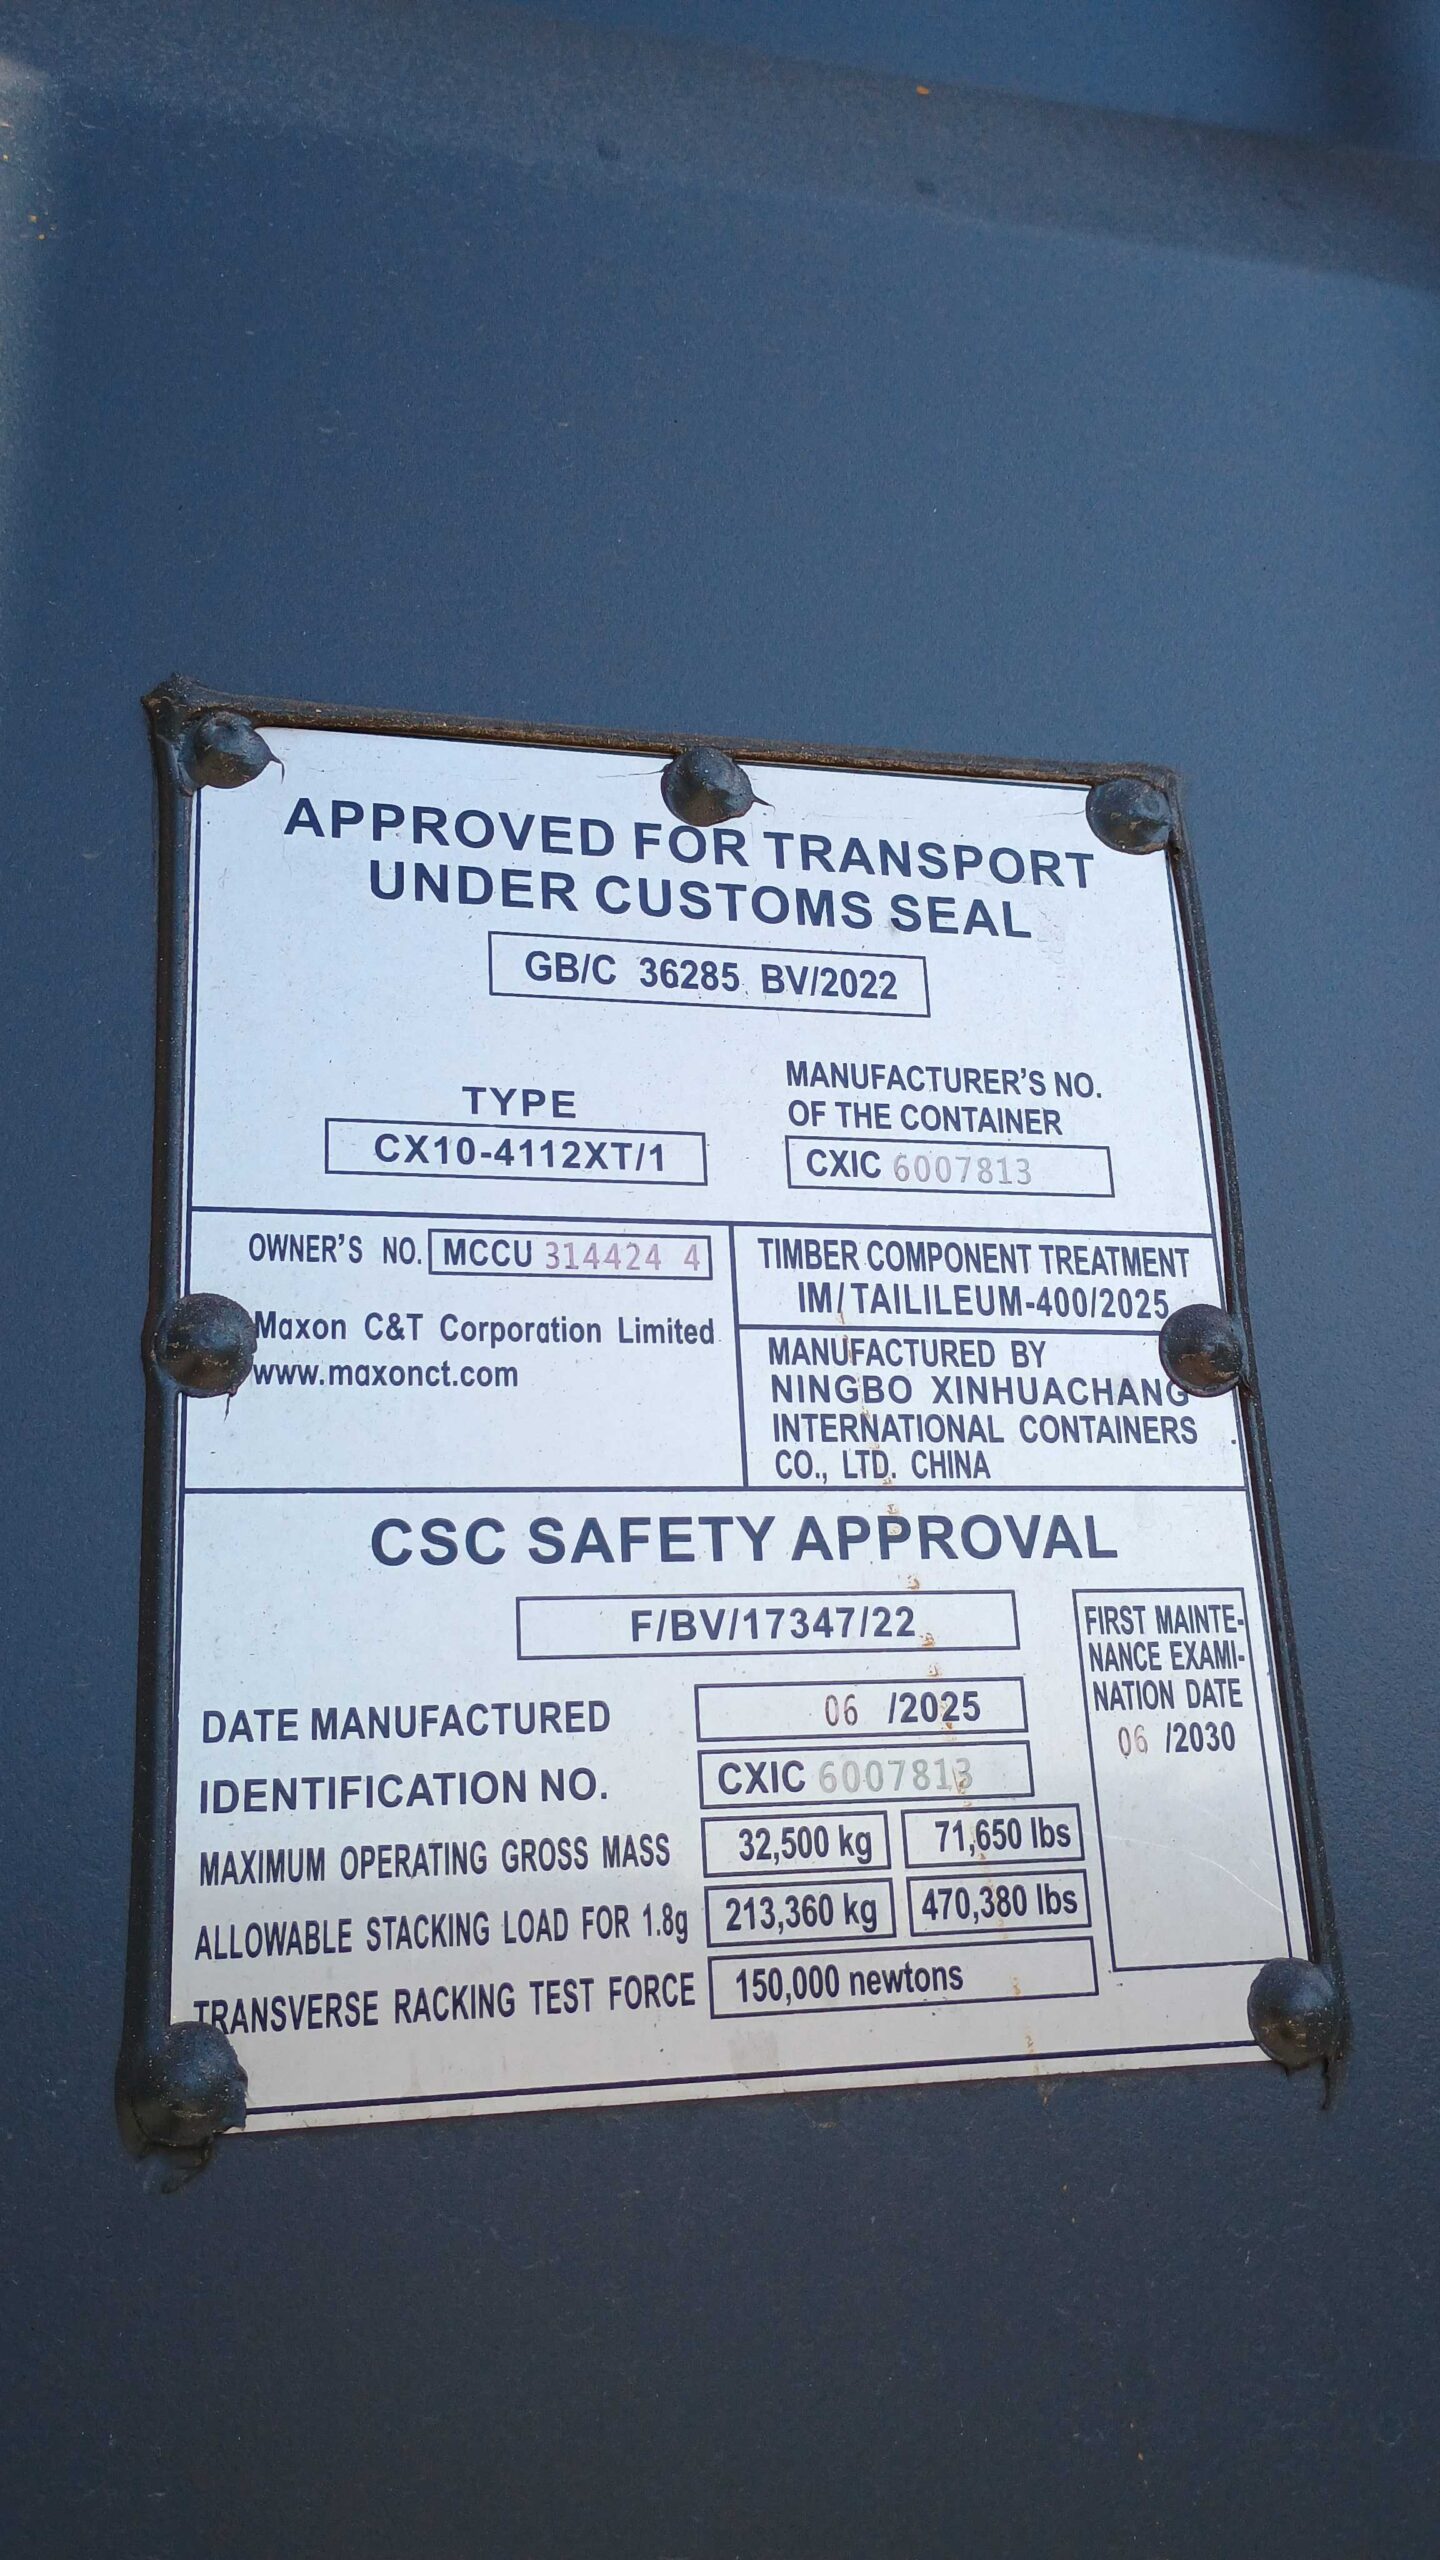 APPROVED FOR TRANSPORT
UNDER CUSTOMS SEAL
GB/C 36285 BV/2022
TYPE
CX10-4112XT/1
MANUFACTURER'S NO.
OF THE CONTAINER
CXIC 6007813
OWNER'S NO. MCCU 314424 4
Maxon C&T Corporation Limited
www.maxonct.com
TIMBER COMPONENT TREATMENT
IM/TAILILEUM-400/2025
MANUFACTURED BY
NINGBO XINHUACHANG
INTERNATIONAL CONTAINERS
CO., LTD. CHINA
CSC SAFETY APPROVAL
F/BV/17347/22
DATE MANUFACTURED 06 /2025
IDENTIFICATION NO. CXIC 6007813
MAXIMUM OPERATING GROSS MASS 32,500 kg 71,650 lbs
ALLOWABLE STACKING LOAD FOR 1.8g 213,360 kg 470,380 lbs
TRANSVERSE RACKING TEST FORCE 150,000 newtons
FIRST MAINTE-
NANCE EXAMI-
NATION DATE
06 /2030